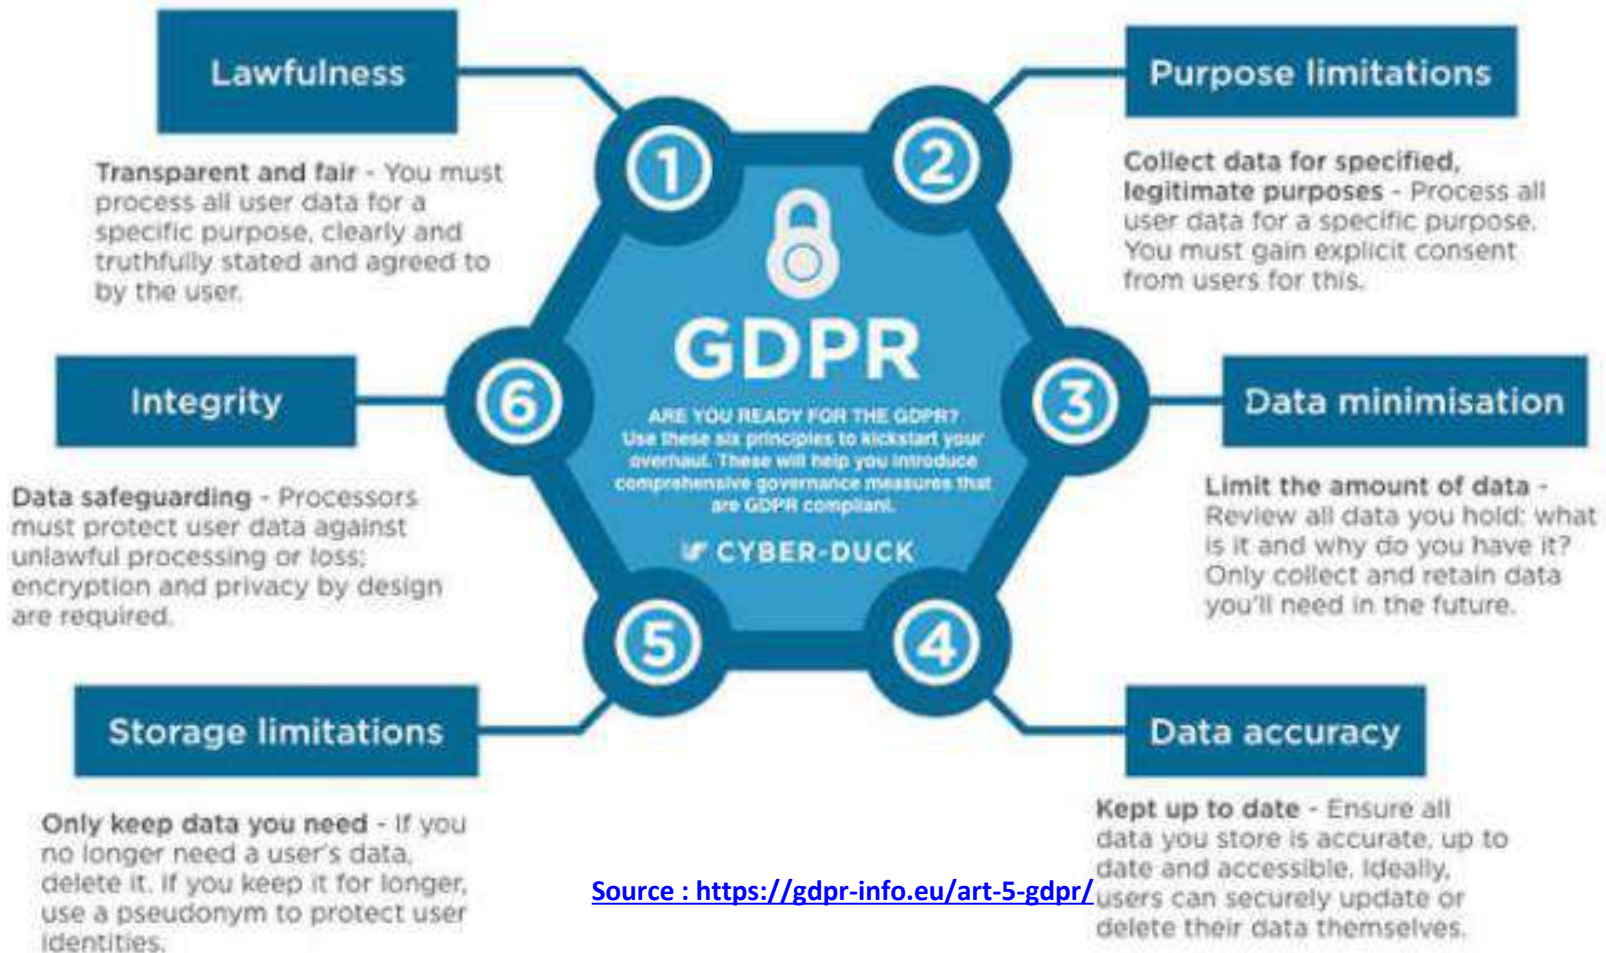 Lawfulness
Transparent and fair - You must
process all user data for a
specific purpose, clearly and
truthfully stated and agreed to
by the user.
Purpose limitations
Collect data for specified,
legitimate purposes - Process all
user data for a specific purpose.
You must gain explicit consent
from users for this.
1
2
3
4
5
6
GDPR
ARE YOU READY FOR THE GDPR?
Use these six principles to kickstart your
overhaul. These will help you introduce
comprehensive governance measures that
are GDPR compliant.
CYBER-DUCK
Integrity
Data safeguarding - Processors
must protect user data against
unlawful processing or loss;
encryption and privacy by design
are required.
Data minimisation
Limit the amount of data -
Review all data you hold: what
is it and why do you have it?
Only collect and retain data
you'll need in the future.
Storage limitations
Only keep data you need - If you
no longer need a user's data,
delete it. If you keep it for longer,
use a pseudonym to protect user
identities.
Data accuracy
Kept up to date - Ensure all
data you store is accurate, up to
date and accessible. Ideally,
users can securely update or
delete their data themselves.
Source : https://gdpr-info.eu/art-5-gdpr/